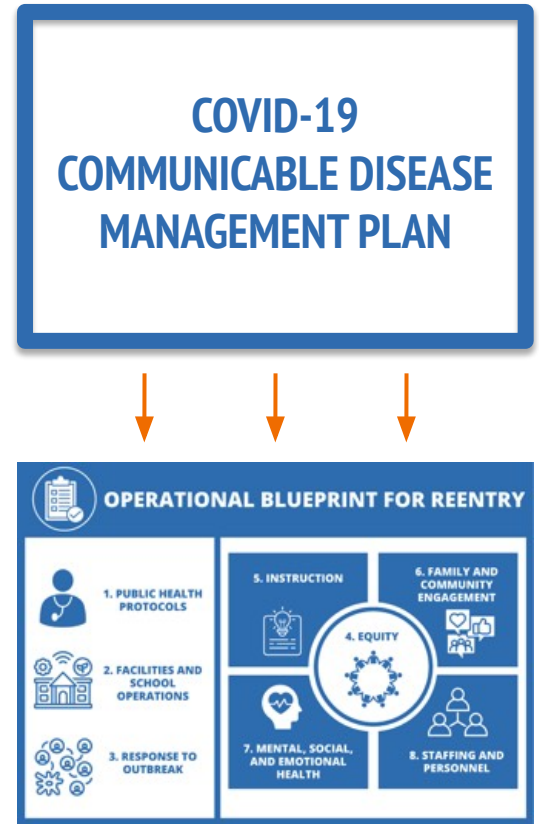 COVID-19
COMMUNICABLE DISEASE
MANAGEMENT PLAN
OPERATIONAL BLUEPRINT FOR REENTRY
1. PUBLIC HEALTH
PROTOCOLS
2. FACILITIES AND
SCHOOL
OPERATIONS
3. RESPONSE TO
OUTBREAK
4. EQUITY
5. INSTRUCTION
6. FAMILY AND
COMMUNITY
ENGAGEMENT
7. MENTAL, SOCIAL,
AND EMOTIONAL
HEALTH
8. STAFFING AND
PERSONNEL